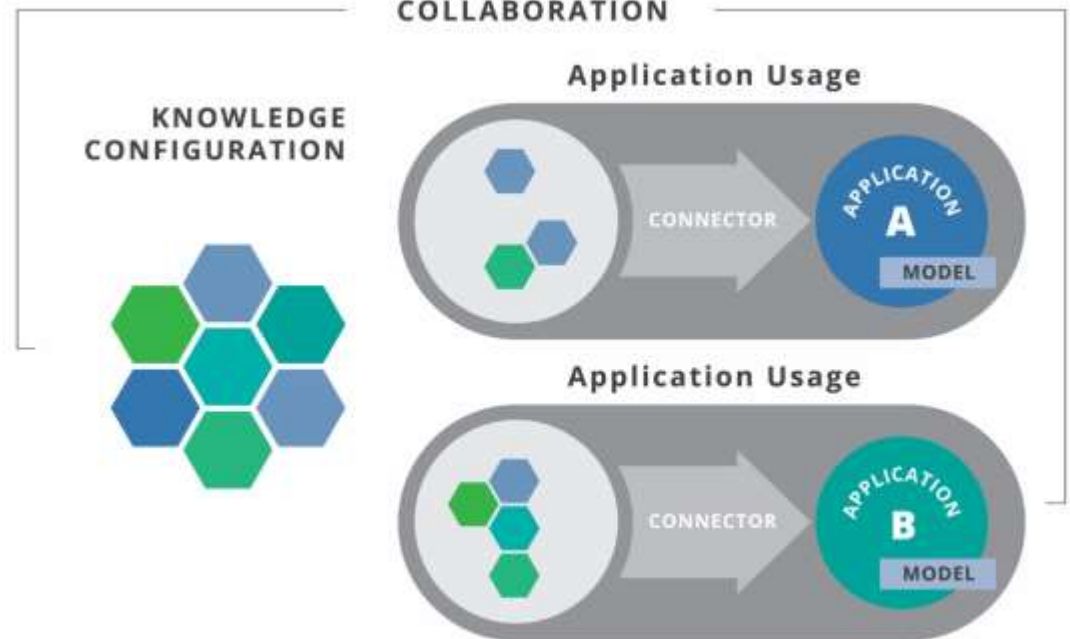 COLLABORATION
KNOWLEDGE
CONFIGURATION
Application Usage
CONNECTOR
APPLICATION
A
MODEL
Application Usage
CONNECTOR
APPLICATION
B
MODEL